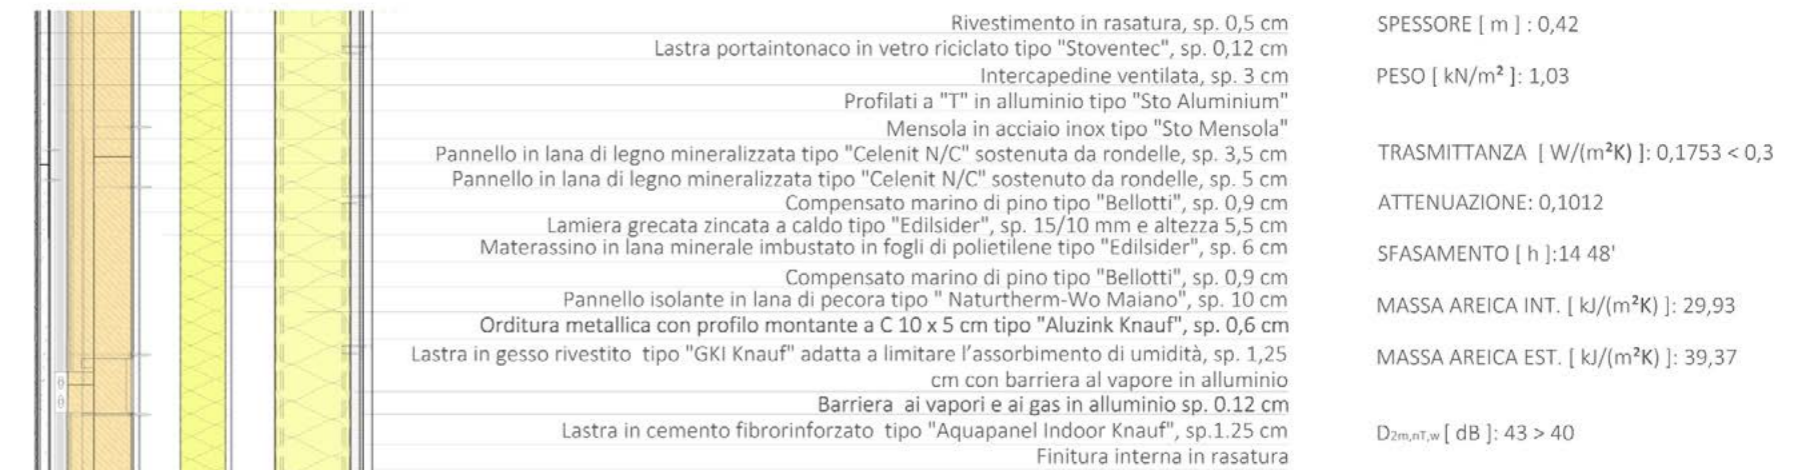 Rivestimento in rasatura, sp. 0,5 cm
Lastra portaintonaco in vetro riciclato tipo "Stoventec", sp. 0,12 cm
Intercapedine ventilata, sp. 3 cm
Profilati a "T" in alluminio tipo "Sto Aluminium"
Mensola in acciaio inox tipo "Sto Mensola"
Pannello in lana di legno mineralizzata tipo "Celenit N/C" sostenuta da rondelle, sp. 3,5 cm
Pannello in lana di legno mineralizzata tipo "Celenit N/C" sostenuto da rondelle, sp. 5 cm
Compensato marino di pino tipo "Bellotti", sp. 0,9 cm
Lamiera grecata zincata a caldo tipo "Edilsider", sp. 15/10 mm e altezza 5,5 cm
Materassino in lana minerale imbustato in fogli di polietilene tipo "Edilsider", sp. 6 cm
Compensato marino di pino tipo "Bellotti", sp. 0,9 cm
Pannello isolante in lana di pecora tipo " Naturtherm-Wo Maiano", sp. 10 cm
Orditura metallica con profilo montante a C 10 x 5 cm tipo "Aluzink Knauf", sp. 0,6 cm
Lastra in gesso rivestito tipo "GKI Knauf" adatta a limitare l'assorbimento di umidità, sp. 1,25
cm con barriera al vapore in alluminio
Barriera ai vapori e ai gas in alluminio sp. 0.12 cm
Lastra in cemento fibrorinforzato tipo "Aquapanel Indoor Knauf", sp.1.25 cm
Finitura interna in rasatura
SPESSORE [ m ] : 0,42
PESO [ kN/m² ]: 1,03
TRASMITTANZA [ W/(m²K) ]: 0,1753 < 0,3
ATTENUAZIONE: 0,1012
SFASAMENTO [ h ]:14 48'
MASSA AREICA INT. [ kJ/(m²K) ]: 29,93
MASSA AREICA EST. [ kJ/(m²K) ]: 39,37
D2m,nT,w [ dB ]: 43 > 40